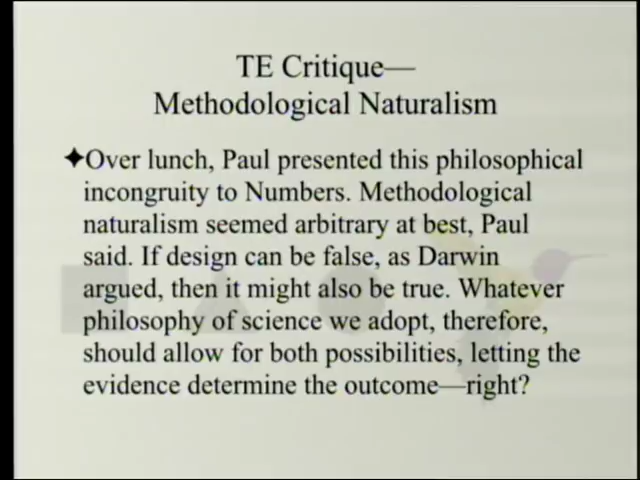 TE Critique—
Methodological Naturalism
✦Over lunch, Paul presented this philosophical
incongruity to Numbers. Methodological
naturalism seemed arbitrary at best, Paul
said. If design can be false, as Darwin
argued, then it might also be true. Whatever
philosophy of science we adopt, therefore,
should allow for both possibilities, letting the
evidence determine the outcome—right?